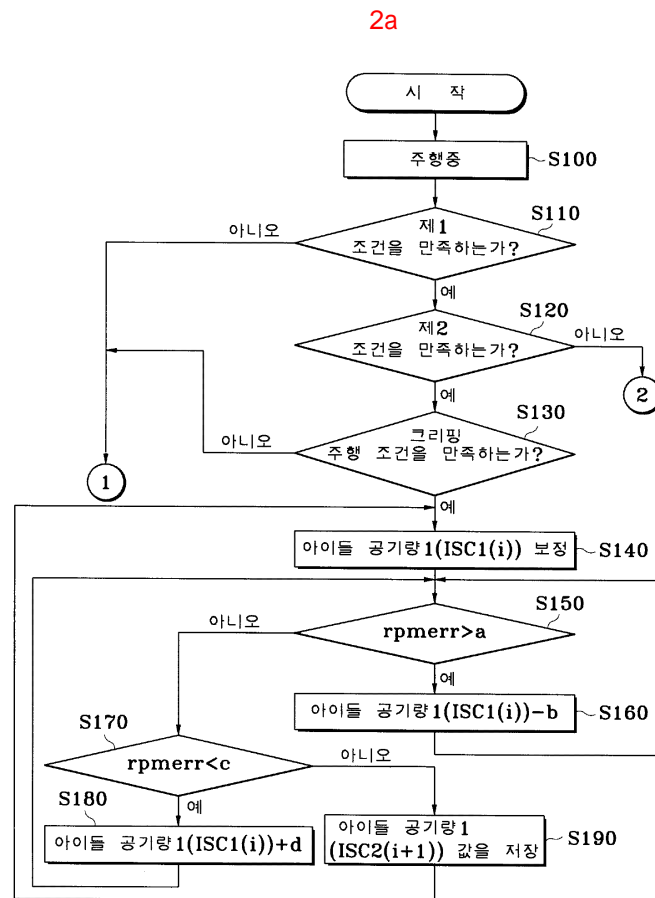 2a
시 작
주행중
S100
S110
제1
조건을 만족하는가?
아니오
예
S120
제2
조건을 만족하는가?
아니오
2
예
S130
크리핑
주행 조건을 만족하는가?
아니오
1
예
아이들 공기량1(ISC1(i)) 보정
S140
S150
rpmerr>a
아니오
예
아이들 공기량1(ISC1(i))-b
S160
S170
rpmerr<c
아니오
S180
예
아이들 공기량1(ISC1(i))+d
아이들 공기량1
(ISC2(i+1)) 값을 저장
S190